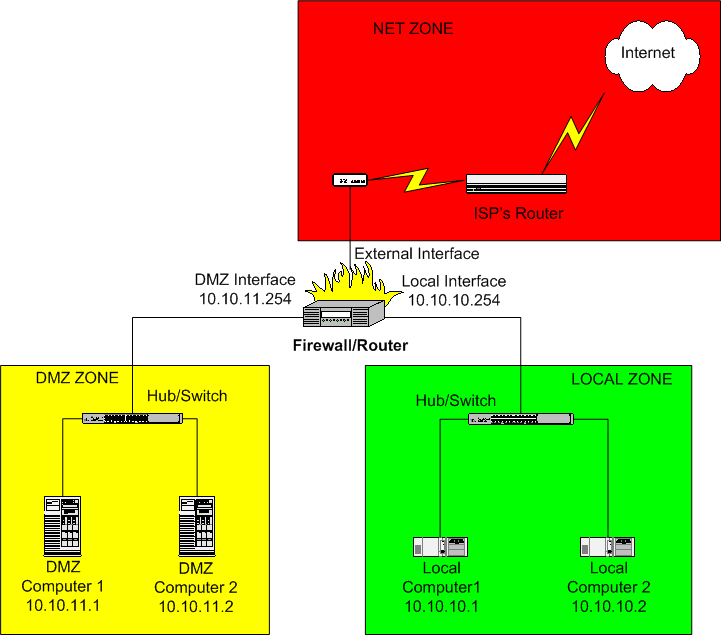 NET ZONE
Internet
ISP's Router
External Interface
DMZ Interface
10.10.11.254
Local Interface
10.10.10.254
Firewall/Router
DMZ ZONE
Hub/Switch
DMZ
Computer 1
10.10.11.1
DMZ
Computer 2
10.10.11.2
LOCAL ZONE
Hub/Switch
Local
Computer1
10.10.10.1
Local
Computer 2
10.10.10.2